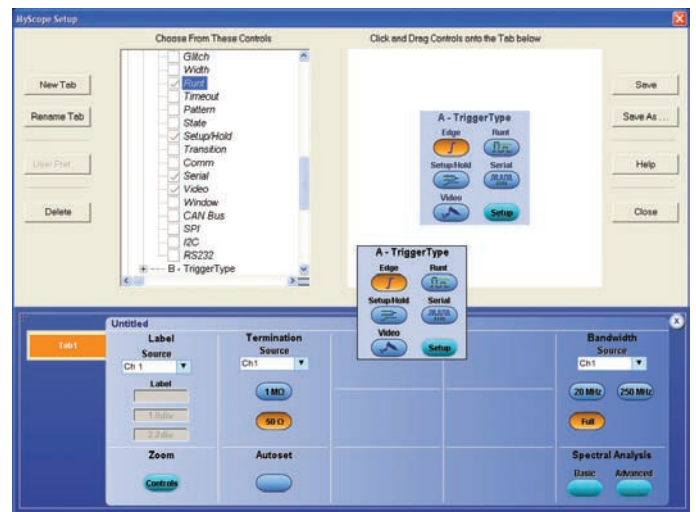 MyScope Setup
Choose From These Controls
Click and Drag Controls onto the Tab below
New Tab
Rename Tab
User Pref...
Delete
Glitch
Width
Runt
Timeout
Pattern
State
Setup/Hold
Transition
Comm
Serial
Video
Window
CAN Bus
SPI
I2C
RS232
B - TriggerType
A - TriggerType
Edge
Runt
Setup/Hold
Serial
Video
Setup
Save
Save As ...
Help
Close
A - TriggerType
Edge
Runt
Setup/Hold
Serial
Video
Setup
Tab1
Untitled
Label
Source
Ch 1
Label
1.8div
2.2div
Termination
Source
Ch1
1 MΩ
50 Ω
Bandwidth
Source
Ch1
20 MHz
250 MHz
Full
Zoom
Controls
Autoset
Spectral Analysis
Basic
Advanced